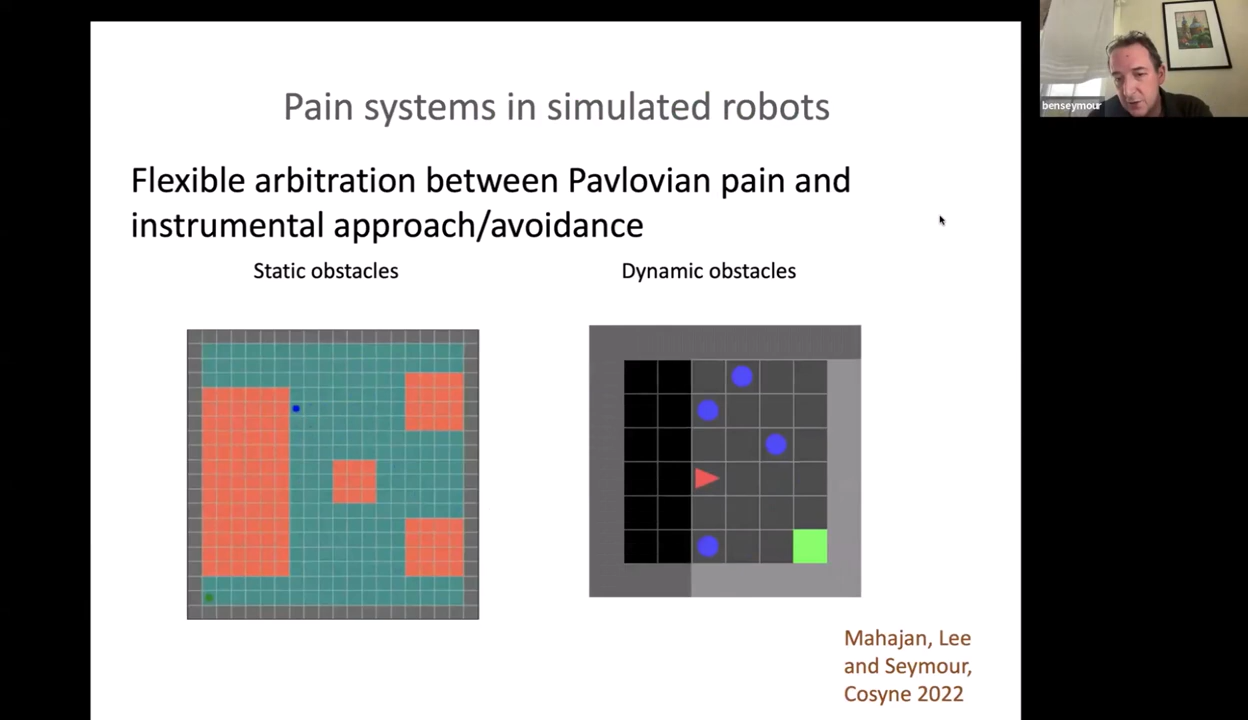 Pain systems in simulated robots
benseymour
Flexible arbitration between Pavlovian pain and
instrumental approach/avoidance
Static obstacles
Dynamic obstacles
Mahajan, Lee
and Seymour,
Cosyne 2022